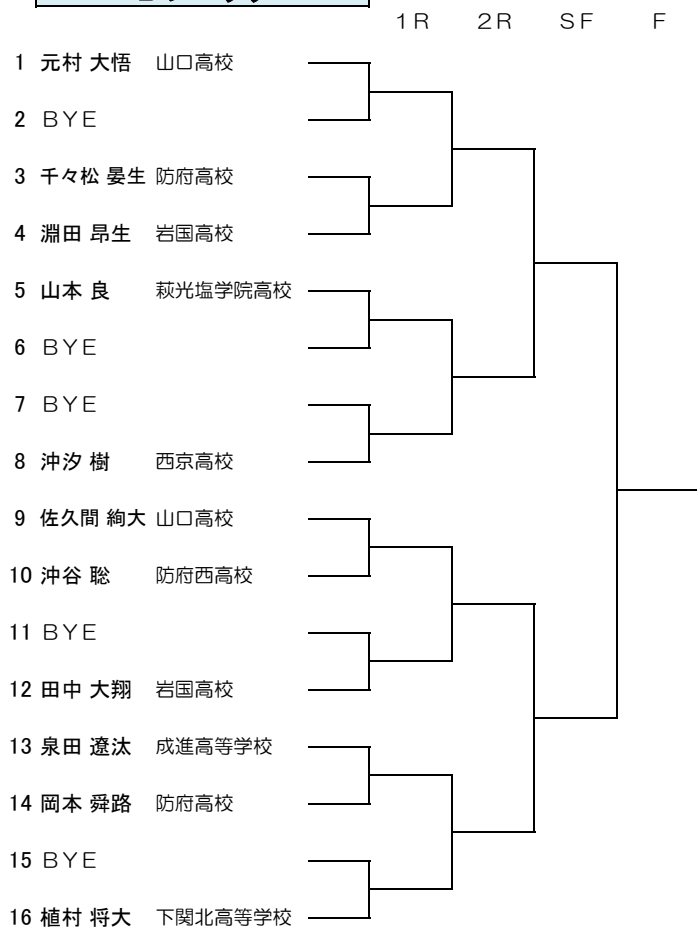 １Ｒ ２Ｒ ＳＦ Ｆ
1 元村 大悟 山口高校
2 ＢＹＥ
3 千々松 晏生 防府高校
4 淵田 昂生 岩国高校
5 山本 良 萩光塩学院高校
6 ＢＹＥ
7 ＢＹＥ
8 沖汐 樹 西京高校
9 佐久間 絢大 山口高校
10 沖谷 聡 防府西高校
11 ＢＹＥ
12 田中 大翔 岩国高校
13 泉田 遼汰 成進高等学校
14 岡本 舜路 防府高校
15 ＢＹＥ
16 植村 将大 下関北高等学校